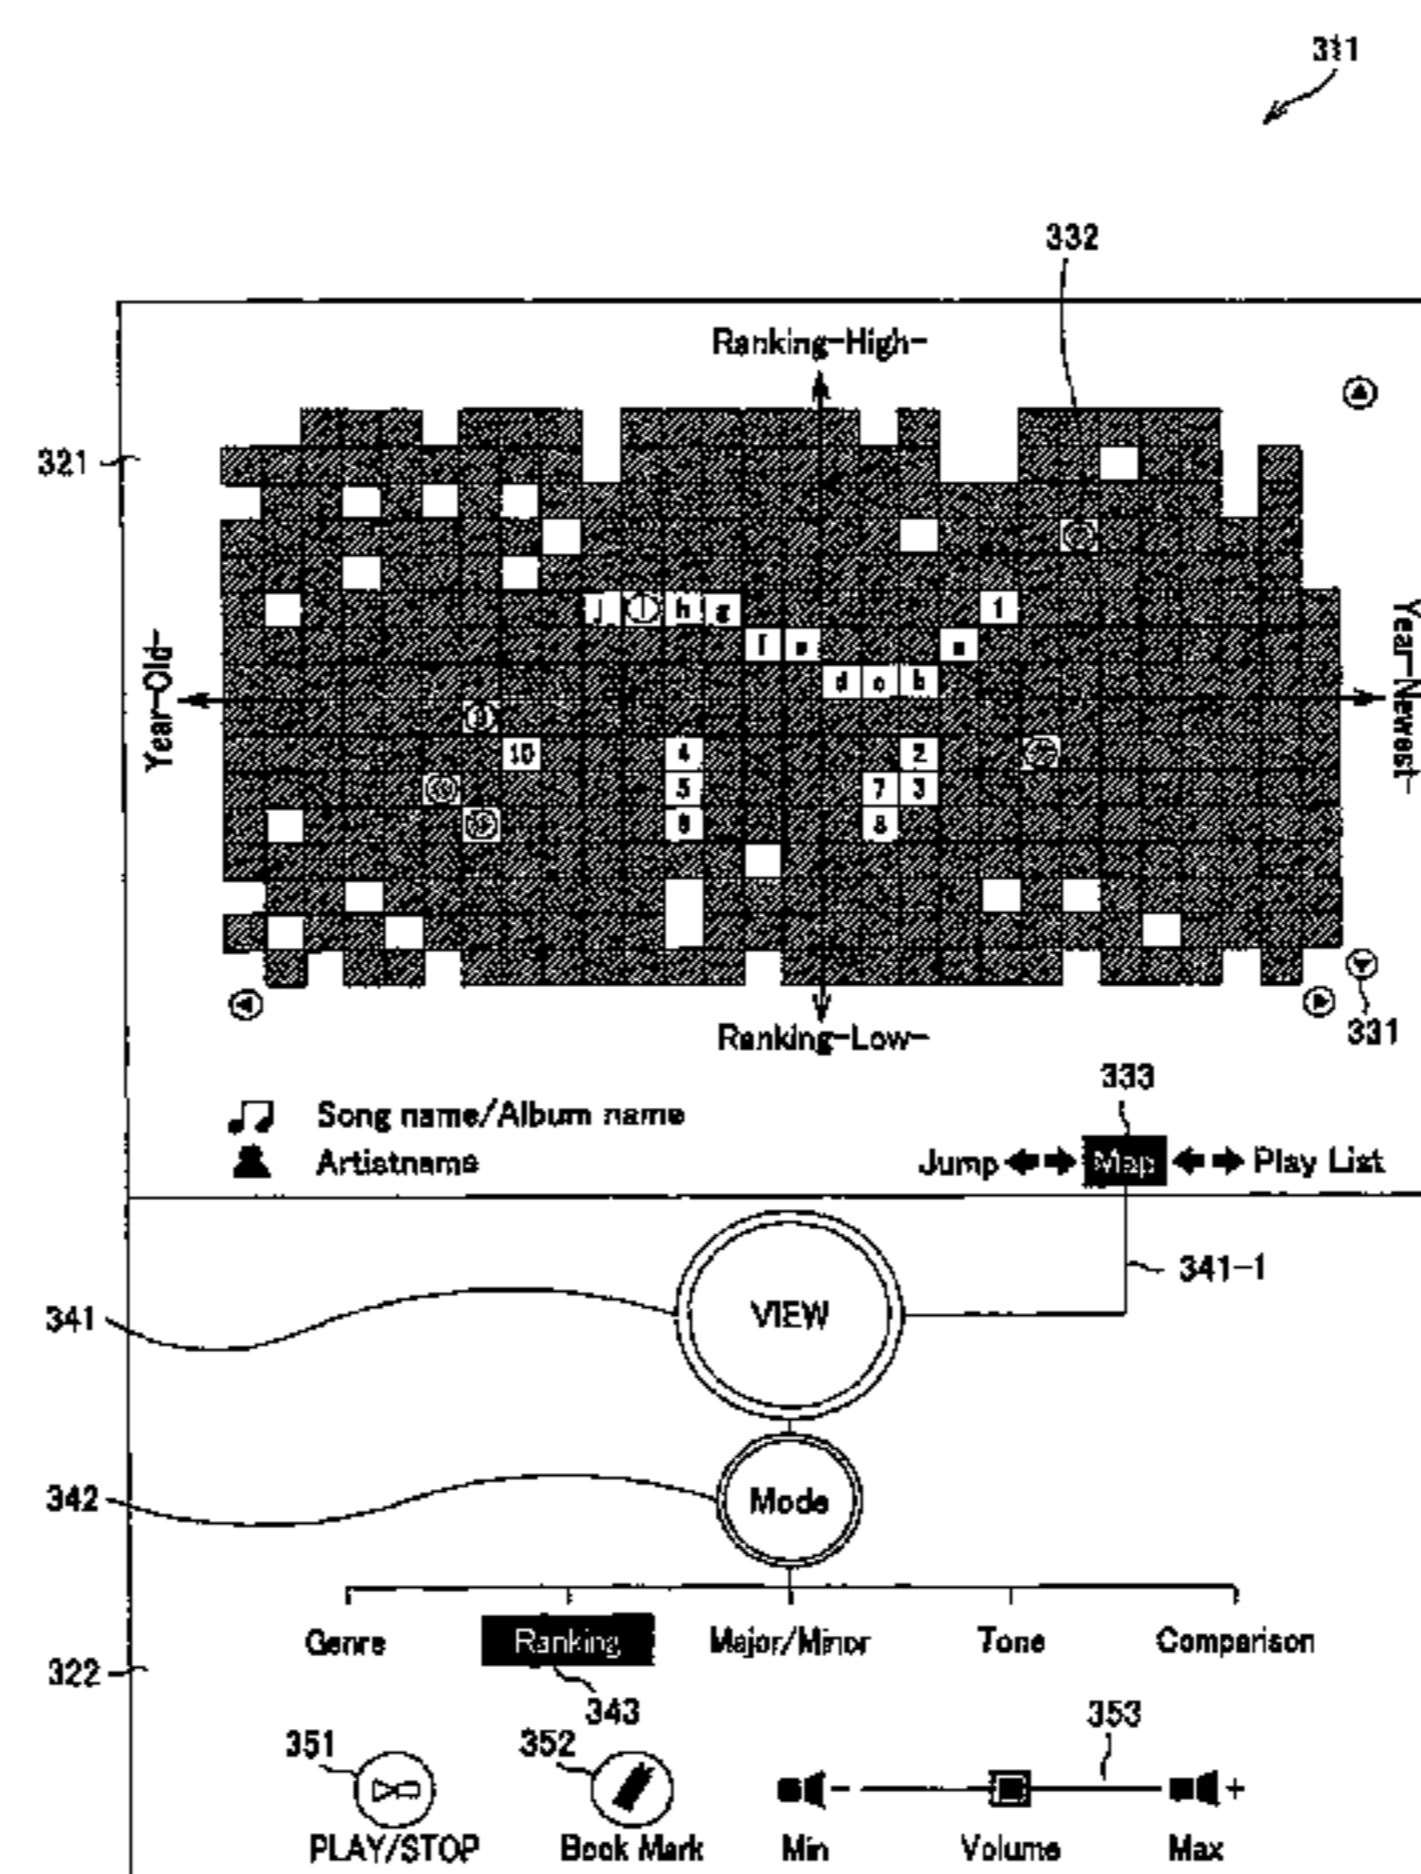 311
332
Ranking-High-
321
j i h g 1
f e a
Year-Old-
d c b
Year-Newest-
10 4 2
5 7 3
6 8
Ranking-Low-
331
333
Song name/Album name
Artistname
Jump Map Play List
341-1
341
VIEW
342
Mode
Genre Ranking Major/Minor Tone Comparison
322
343
351 352 353
- +
PLAY/STOP Book Mark Min Volume Max